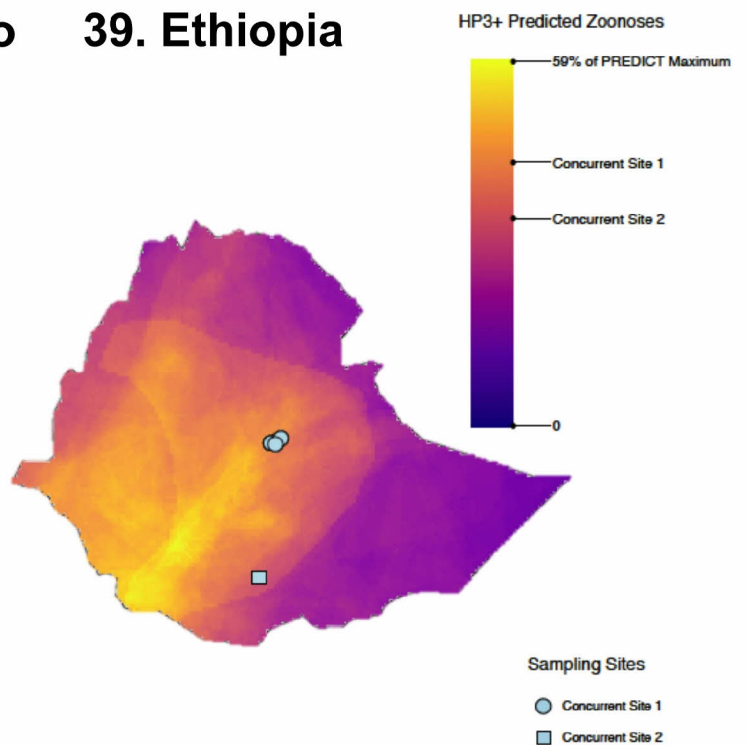 o 39. Ethiopia
HP3+ Predicted Zoonoses
59% of PREDICT Maximum
Concurrent Site 1
Concurrent Site 2
0
Sampling Sites
Concurrent Site 1
Concurrent Site 2